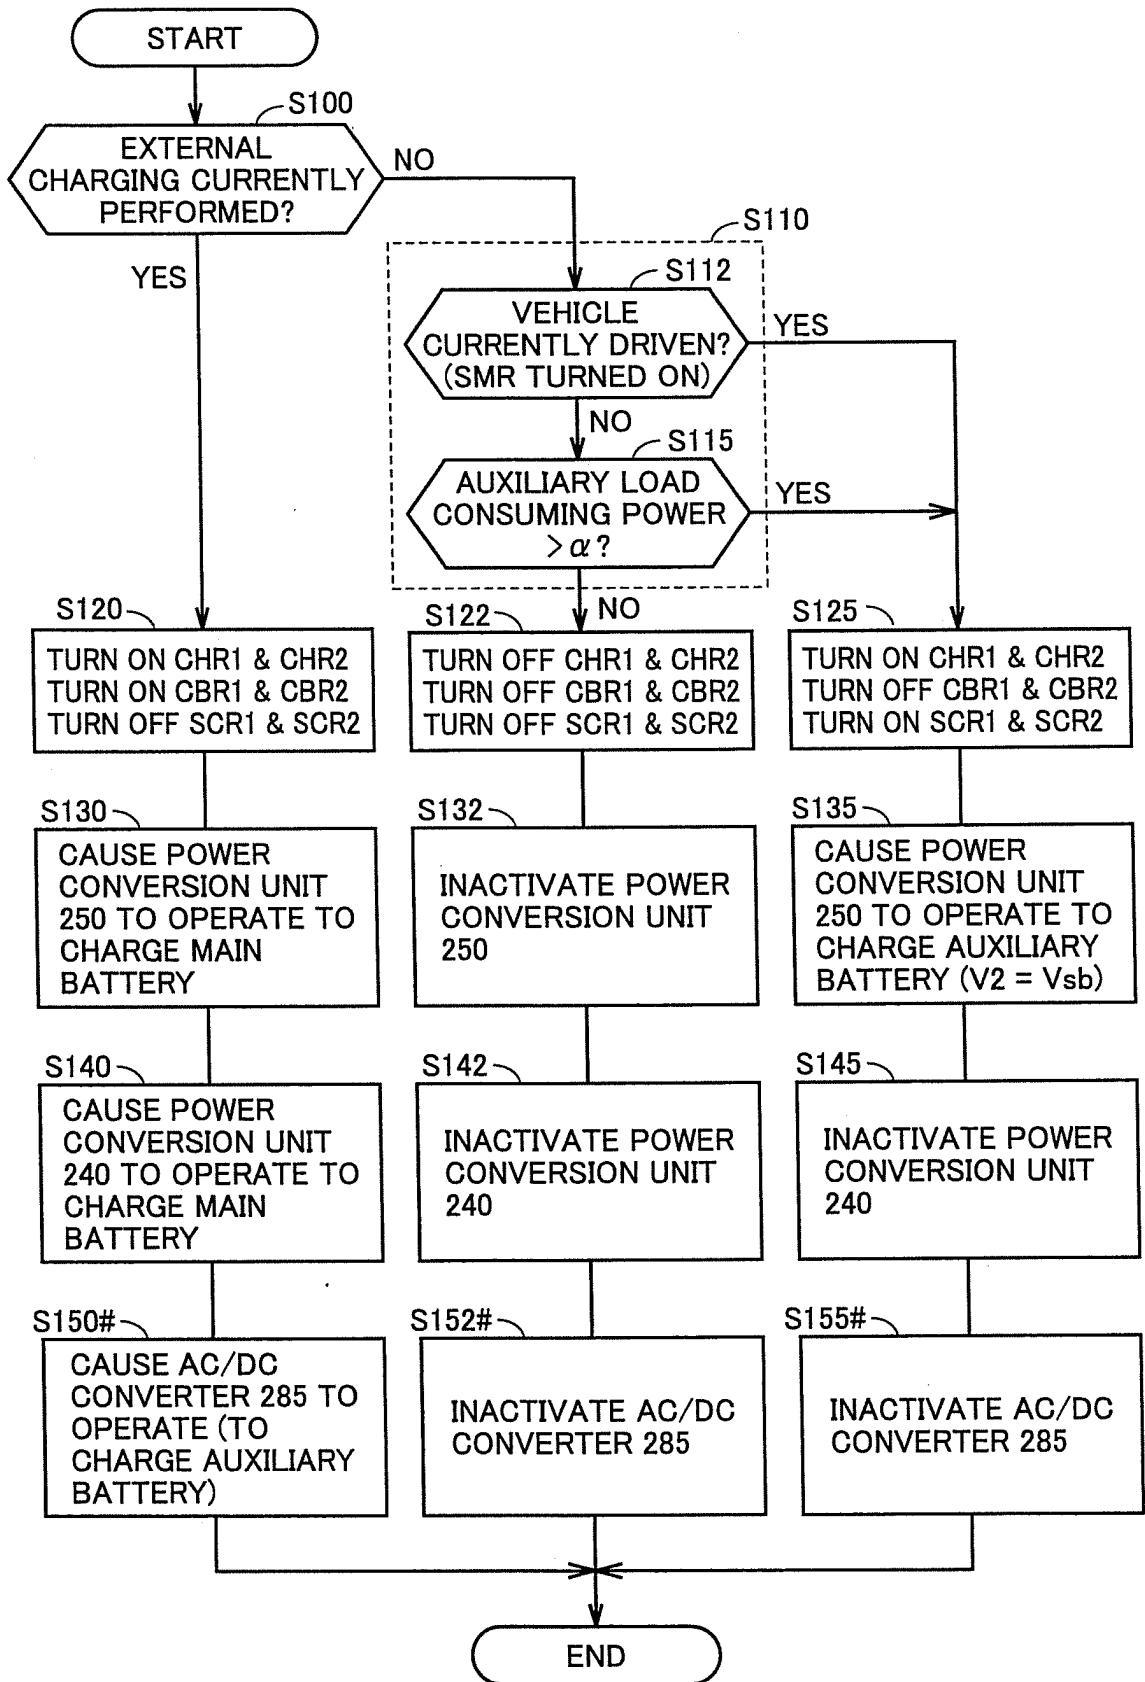 START
S100
EXTERNAL
CHARGING CURRENTLY
PERFORMED?
NO
YES
S110
S112
VEHICLE
CURRENTLY DRIVEN?
(SMR TURNED ON)
YES
NO
S115
AUXILIARY LOAD
CONSUMING POWER
>α?
YES
NO
S120
TURN ON CHR1 & CHR2
TURN ON CBR1 & CBR2
TURN OFF SCR1 & SCR2
S122
TURN OFF CHR1 & CHR2
TURN OFF CBR1 & CBR2
TURN OFF SCR1 & SCR2
S125
TURN ON CHR1 & CHR2
TURN OFF CBR1 & CBR2
TURN ON SCR1 & SCR2
S130
CAUSE POWER
CONVERSION UNIT
250 TO OPERATE TO
CHARGE MAIN
BATTERY
S132
INACTIVATE POWER
CONVERSION UNIT
250
S135
CAUSE POWER
CONVERSION UNIT
250 TO OPERATE TO
CHARGE AUXILIARY
BATTERY (V2 = Vsb)
S140
CAUSE POWER
CONVERSION UNIT
240 TO OPERATE TO
CHARGE MAIN
BATTERY
S142
INACTIVATE POWER
CONVERSION UNIT
240
S145
INACTIVATE POWER
CONVERSION UNIT
240
S150#
CAUSE AC/DC
CONVERTER 285 TO
OPERATE (TO
CHARGE AUXILIARY
BATTERY)
S152#
INACTIVATE AC/DC
CONVERTER 285
S155#
INACTIVATE AC/DC
CONVERTER 285
END